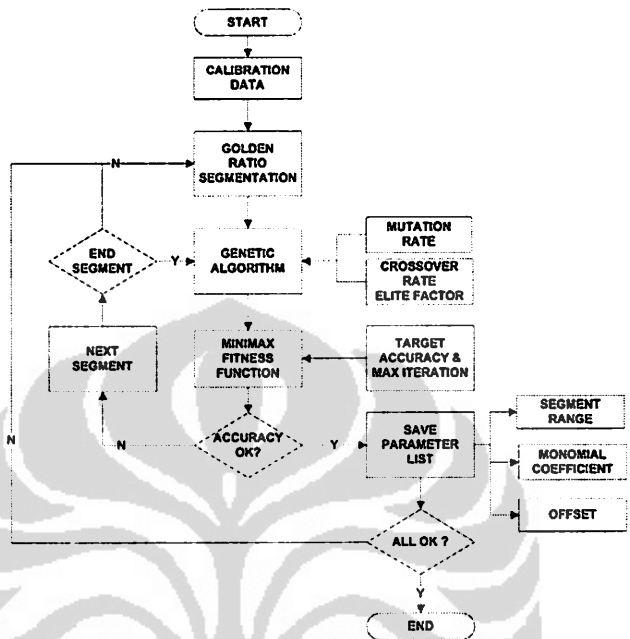 START
CALIBRATION
DATA
N
GOLDEN
RATIO
SEGMENTATION
MUTATION
RATE
END
SEGMENT
Y
GENETIC
ALGORITHM
CROSSOVER
RATE
ELITE FACTOR
NEXT
SEGMENT
MINIMAX
FITNESS
FUNCTION
TARGET
ACCURACY &
MAX ITERATION
SEGMENT
RANGE
N
N
ACCURACY
OK?
Y
SAVE
PARAMETER
LIST
MONOMIAL
COEFFICIENT
OFFSET
ALL OK ?
Y
END